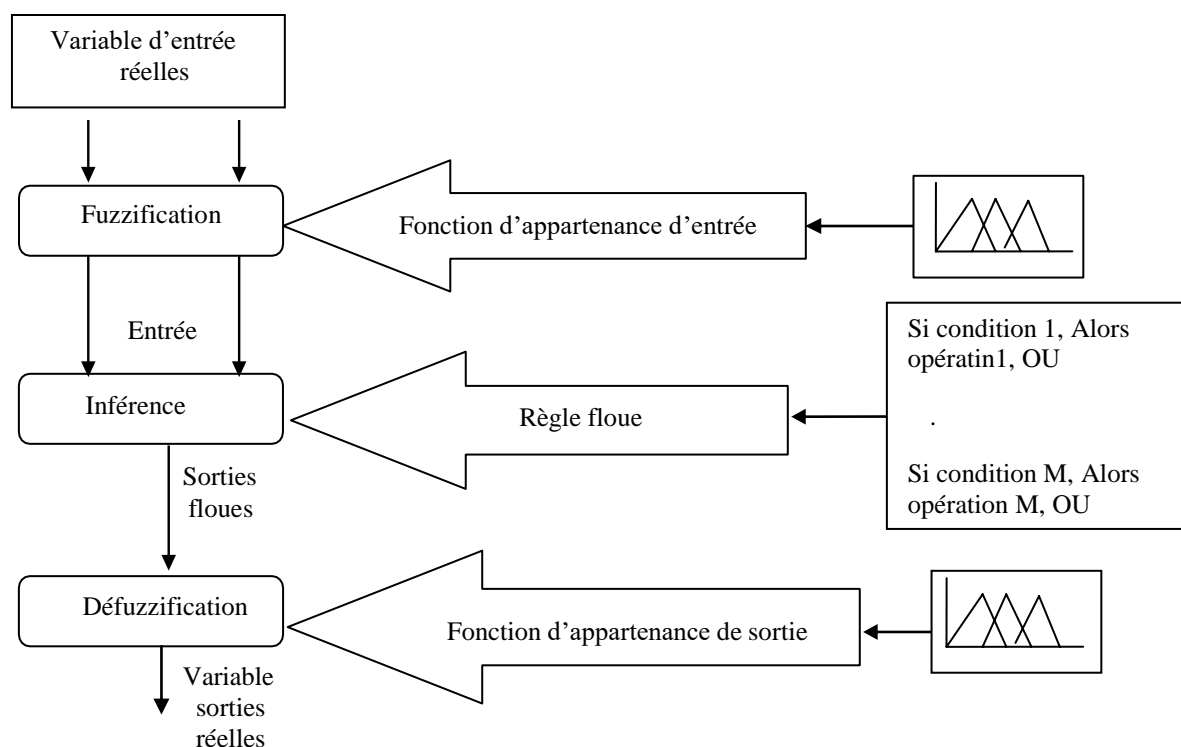 Variable d’entrée
réelles
Fuzzification
Fonction d’appartenance d’entrée
Entrée
Si condition 1, Alors
opératin1, OU
.
Si condition M, Alors
opération M, OU
Inférence
Règle floue
Sorties
floues
Défuzzification
Fonction d’appartenance de sortie
Variable
sorties
réelles